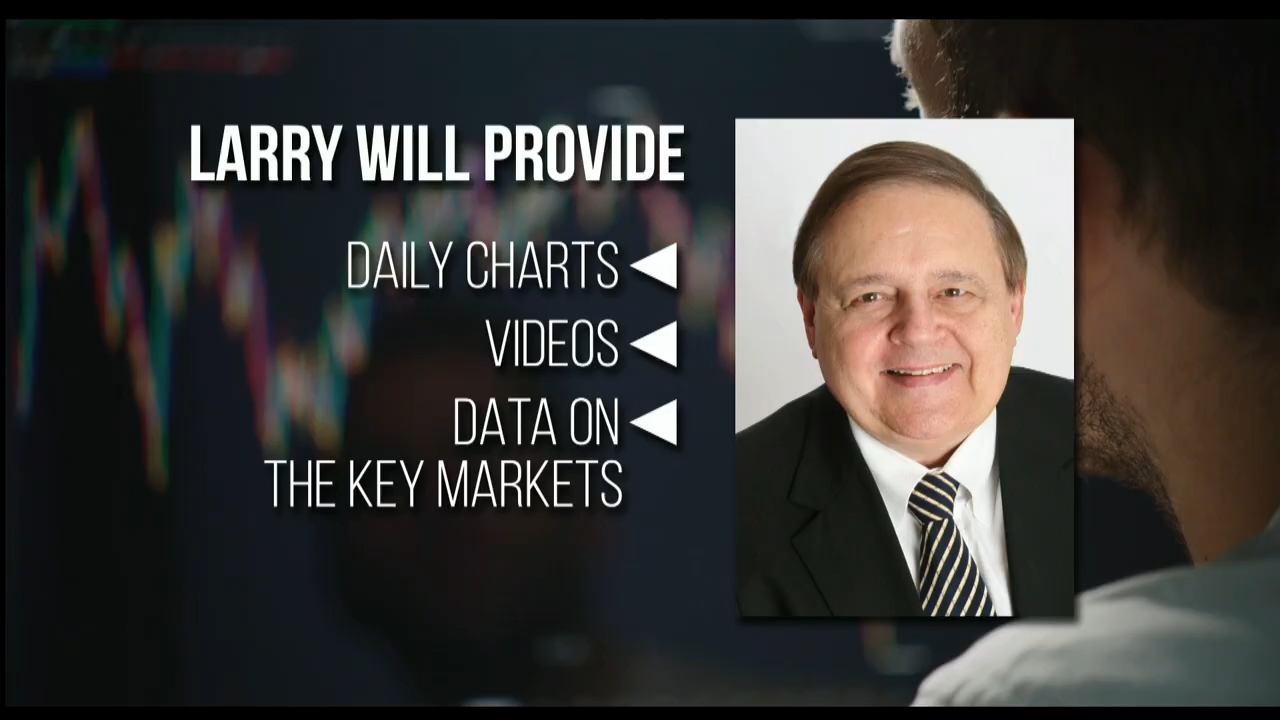 LARRY WILL PROVIDE
DAILY CHARTS
VIDEOS
DATA ON
THE KEY MARKETS